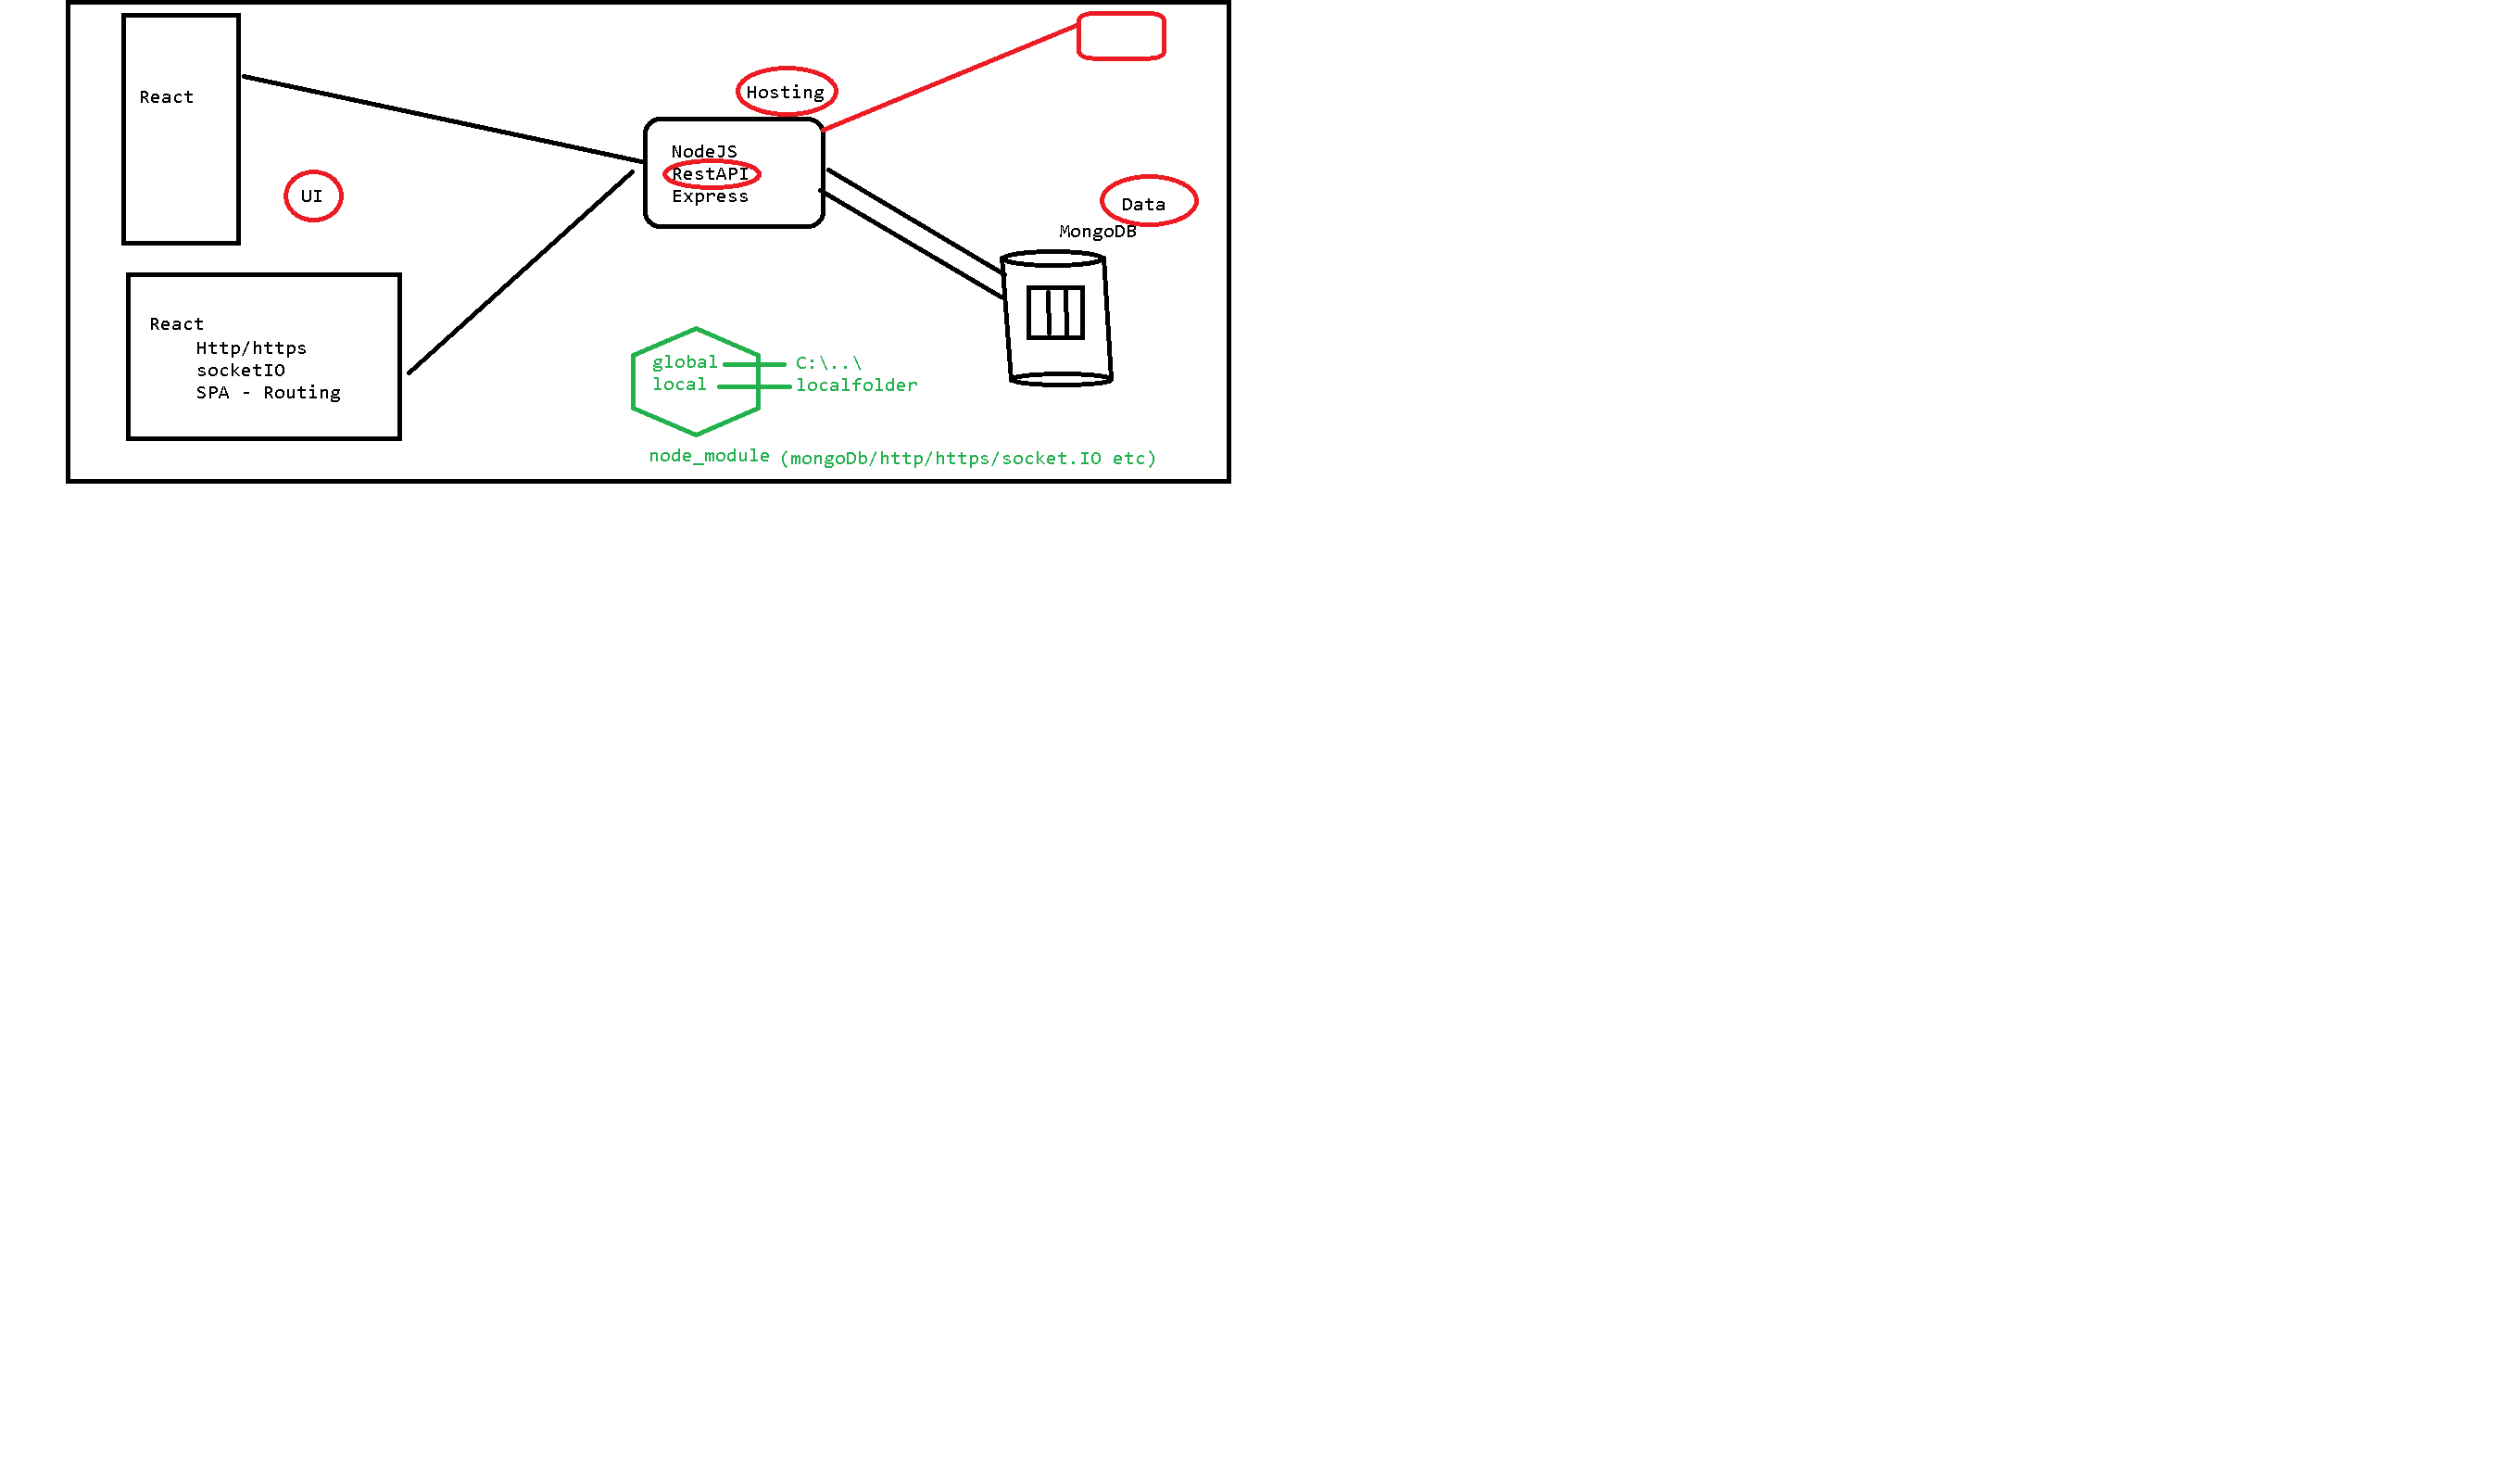 React
UI
React
Http/https
socketIO
SPA - Routing
Hosting
NodeJS
RestAPI
Express
Data
MongoDB
global C:\..\
local localfolder
node_module (mongoDb/http/https/socket.IO etc)